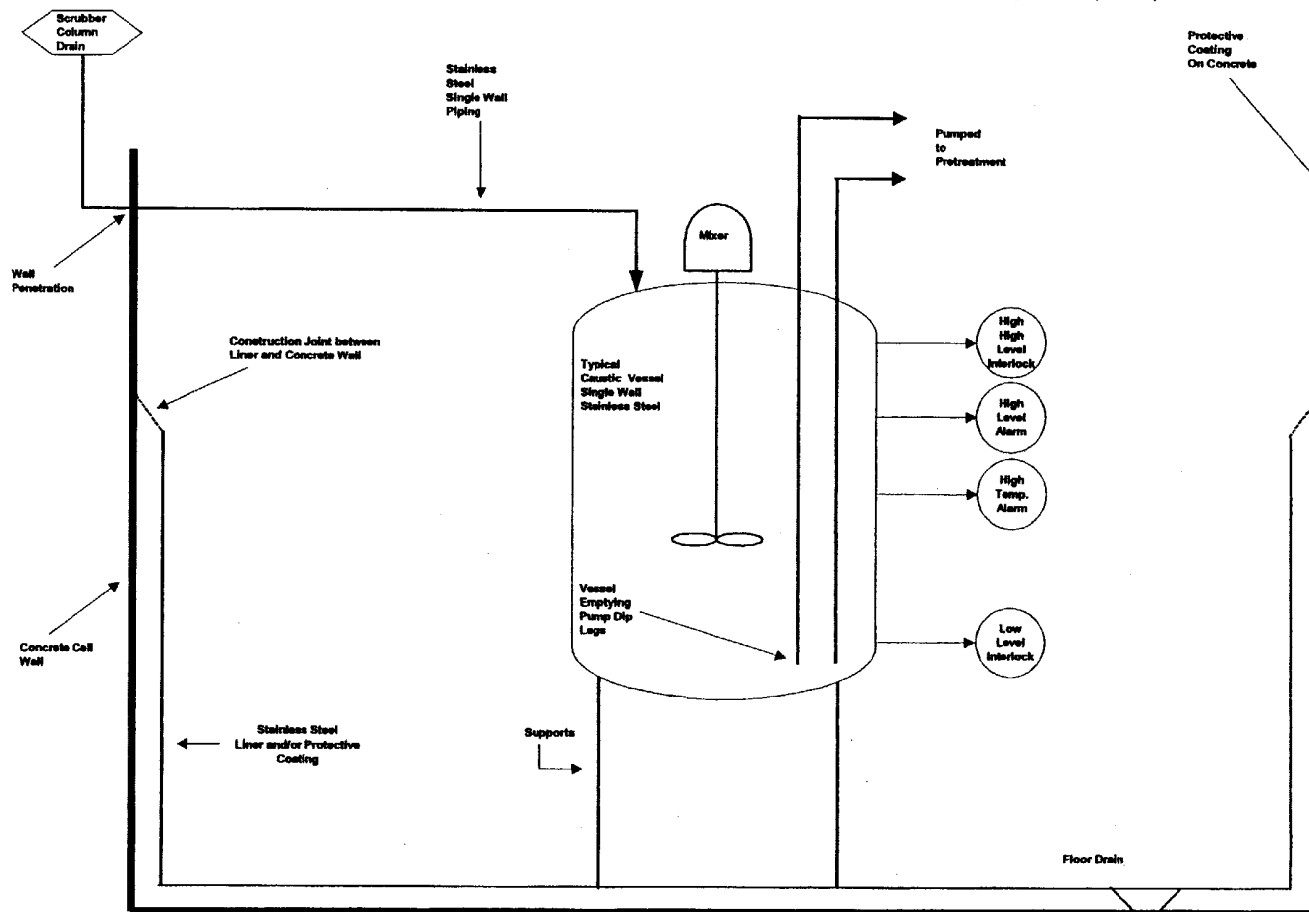 Scrubber
Column
Drain
Protective
Coating
On Concrete
Stainless
Steel
Single Wall
Piping
Pumped
to
Pretreatment
Mixer
Wall
Penetration
Construction Joint between
Liner and Concrete Wall
High
High
Level
Interlock
Typical
Caustic Vessel
Single Wall
Stainless Steel
High
Level
Alarm
High
Temp.
Alarm
Vessel
Emptying
Pump Dip
Legs
Low
Level
Interlock
Concrete Cell
Wall
Stainless Steel
Liner and/or Protective
Coating
Supports
Floor Drain